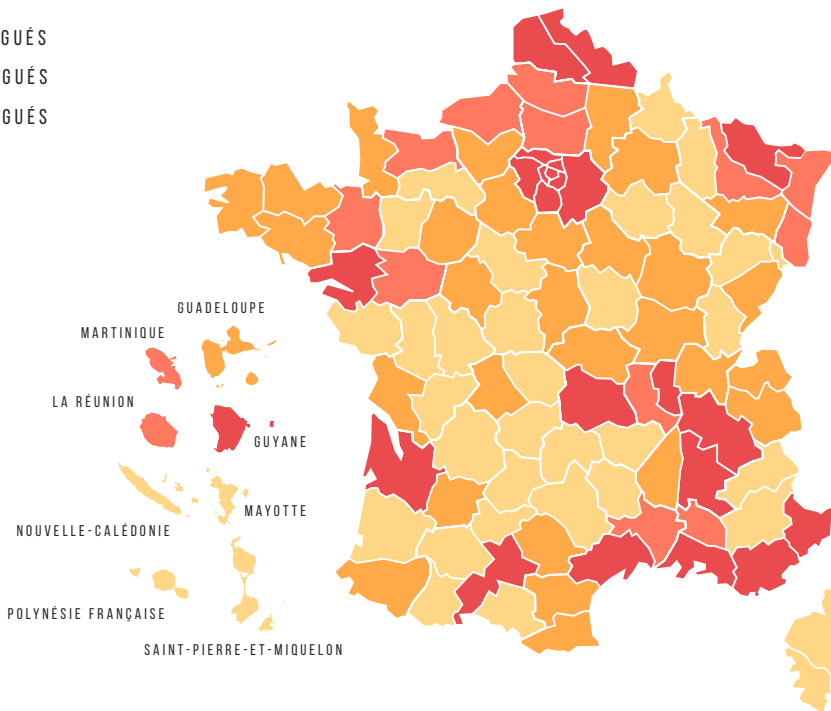 GUÉS
GUÉS
GUÉS
GUADELOUPE
MARTINIQUE
LA RÉUNION
GUYANE
MAYOTTE
NOUVELLE-CALÉDONIE
POLYNÉSIE FRANÇAISE
SAINT-PIERRE-ET-MIQUELON